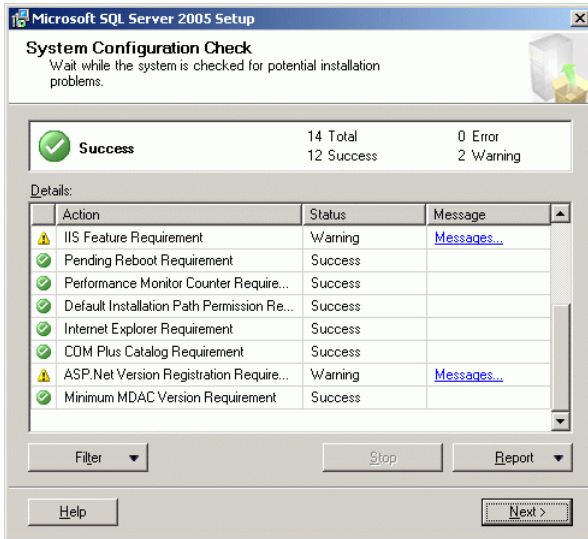 Microsoft SQL Server 2005 Setup
System Configuration Check
Wait while the system is checked for potential installation
problems.
Success
14 Total
0 Error
12 Success
2 Warning
Details:
Action Status Message
IIS Feature Requirement Warning Messages...
Pending Reboot Requirement Success
Performance Monitor Counter Require... Success
Default Installation Path Permission Re... Success
Internet Explorer Requirement Success
COM Plus Catalog Requirement Success
ASP.Net Version Registration Require... Warning Messages...
Minimum MDAC Version Requirement Success
Filter Stop Report
Help Next >